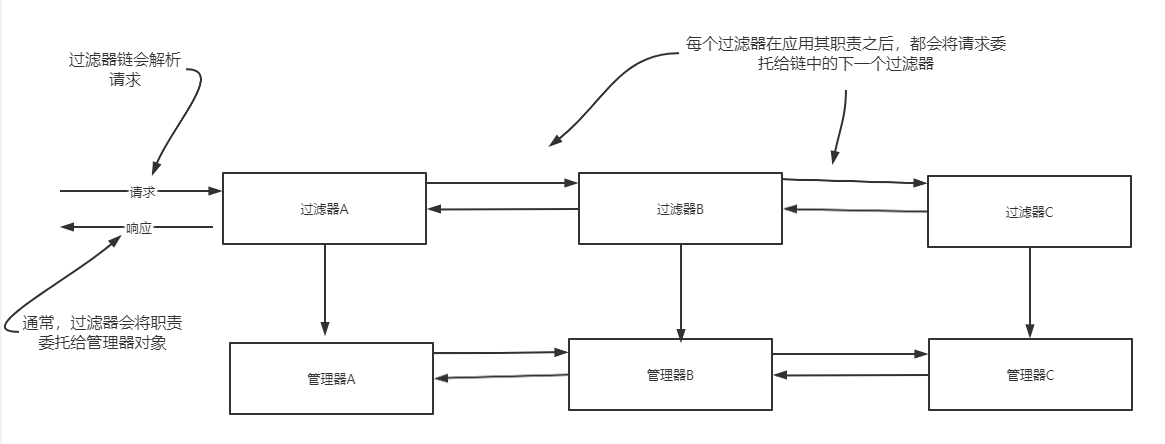 过滤器链会解析
请求
每个过滤器在应用其职责之后，都会将请求委
托给链中的下一个过滤器
请求
响应
过滤器A
过滤器B
过滤器C
通常，过滤器会将职责
委托给管理器对象
管理器A
管理器B
管理器C